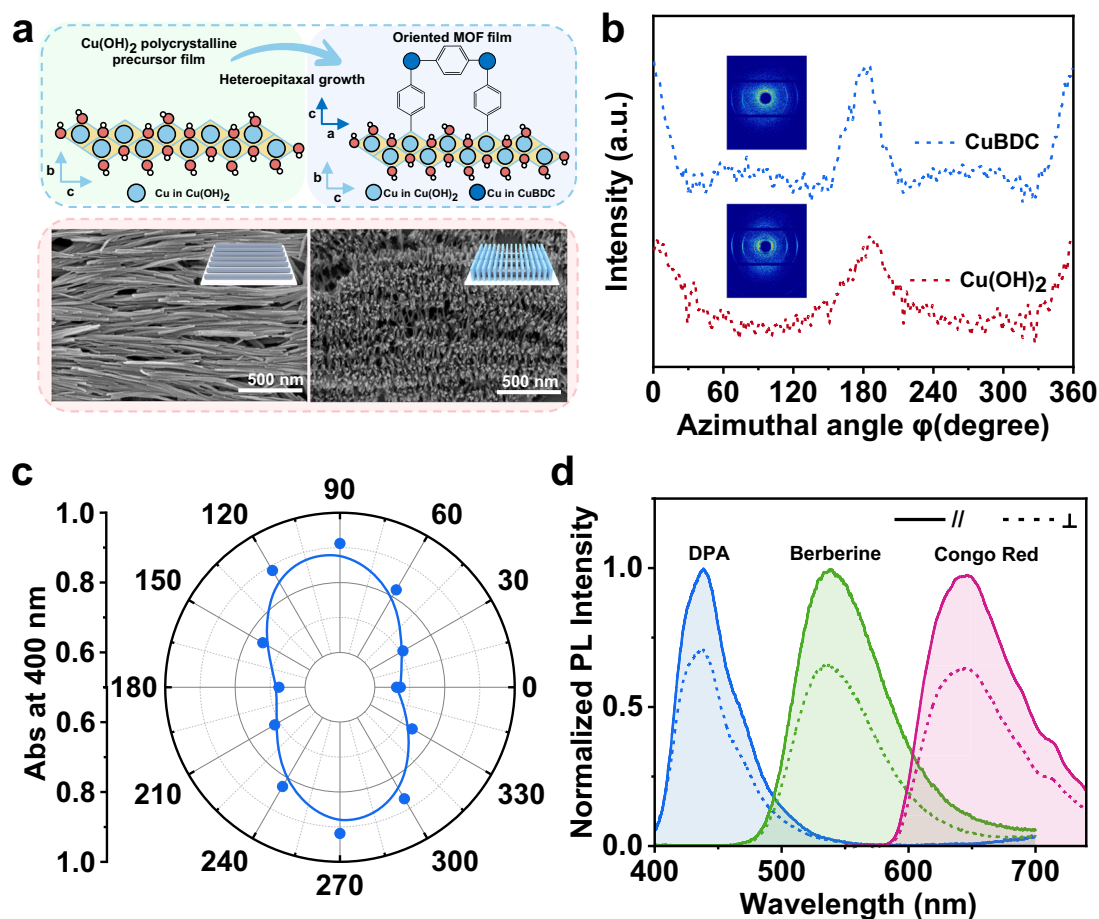 a
Cu(OH)2 polycrystalline
precursor film
Oriented MOF film
Heteroepitaxal growth
c
a
b
c
b
c
Cu in Cu(OH)2
Cu in Cu(OH)2
Cu in CuBDC
500 nm
500 nm
b
Intensity (a.u.)
CuBDC
Cu(OH)2
0 60 120 180 240 300 360
Azimuthal angle φ(degree)
c
Abs at 400 nm
1.0
0.8
0.6
0.6
0.8
1.0
90
120
60
150
30
180
0
210
330
240
300
270
d
Normalized PL Intensity
// ⊥
DPA Berberine Congo Red
1.0
0.5
0.0
400 500 600 700
Wavelength (nm)